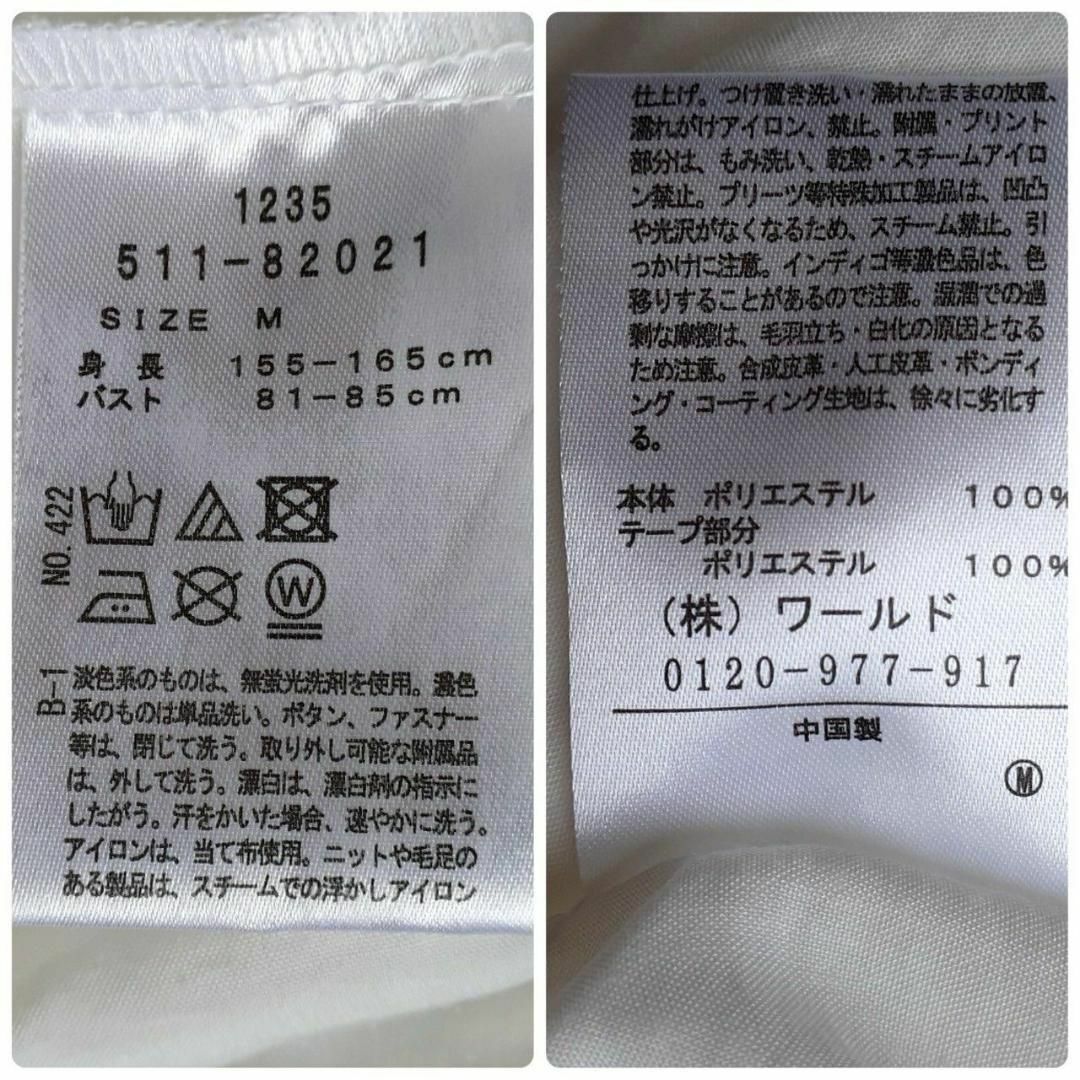 1235
511-82021
SIZE M
身長 155-165cm
バスト 81-85cm
NO. 422
W
B-1
淡色系のものは、無蛍光洗剤を使用。濃色
系のものは単品洗い。ボタン、ファスナー
等は、閉じて洗う。取り外し可能な附属品
は、外して洗う。漂白は、漂白剤の指示に
したがう。汗をかいた場合、速やかに洗う。
アイロンは、当て布使用。ニットや毛足の
ある製品は、スチームでの浮かしアイロン
仕上げ。つけ置き洗い・濡れたままの放置、
濡れがけアイロン、禁止。附属・プリント
部分は、もみ洗い、乾熱・スチームアイロ
ン禁止。プリーツ等特殊加工製品は、凹凸
や光沢がなくなるため、スチーム禁止。引
っかけに注意。インディゴ等濃色品は、色
移りすることがあるので注意。湿潤での過
剰な摩擦は、毛羽立ち・白化の原因となる
ため注意。合成皮革・人工皮革・ボンディ
ング・コーティング生地は、徐々に劣化す
る。
本体 ポリエステル 100%
テープ部分
ポリエステル 100%
(株)ワールド
0120-977-917
中国製
M